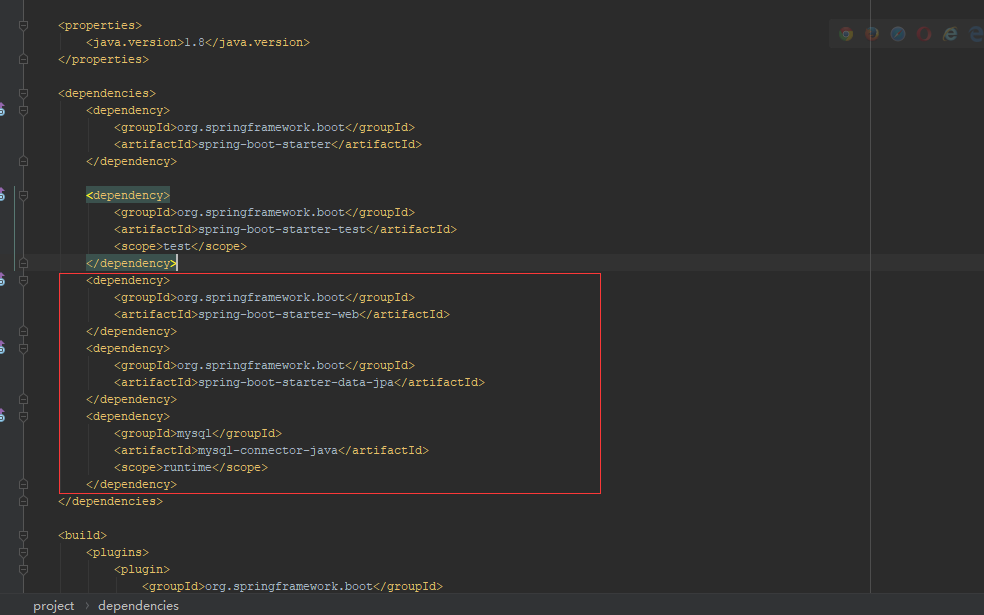 <properties>
<java.version>1.8</java.version>
</properties>
<dependencies>
<dependency>
<groupId>org.springframework.boot</groupId>
<artifactId>spring-boot-starter</artifactId>
</dependency>
<dependency>
<groupId>org.springframework.boot</groupId>
<artifactId>spring-boot-starter-test</artifactId>
<scope>test</scope>
</dependency>
<dependency>
<groupId>org.springframework.boot</groupId>
<artifactId>spring-boot-starter-web</artifactId>
</dependency>
<dependency>
<groupId>org.springframework.boot</groupId>
<artifactId>spring-boot-starter-data-jpa</artifactId>
</dependency>
<dependency>
<groupId>mysql</groupId>
<artifactId>mysql-connector-java</artifactId>
<scope>runtime</scope>
</dependency>
</dependencies>
<build>
<plugins>
<plugin>
<groupId>org.springframework.boot</groupId>
project › dependencies